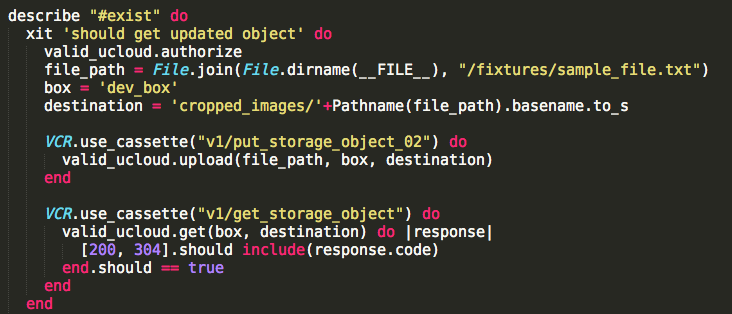 describe "#exist" do
  xit 'should get updated object' do
    valid_ucloud.authorize
    file_path = File.join(File.dirname(__FILE__), "/fixtures/sample_file.txt")
    box = 'dev_box'
    destination = 'cropped_images/'+Pathname(file_path).basename.to_s

    VCR.use_cassette("v1/put_storage_object_02") do
      valid_ucloud.upload(file_path, box, destination)
    end

    VCR.use_cassette("v1/get_storage_object") do
      valid_ucloud.get(box, destination) do |response|
        [200, 304].should include(response.code)
      end.should == true
    end
  end